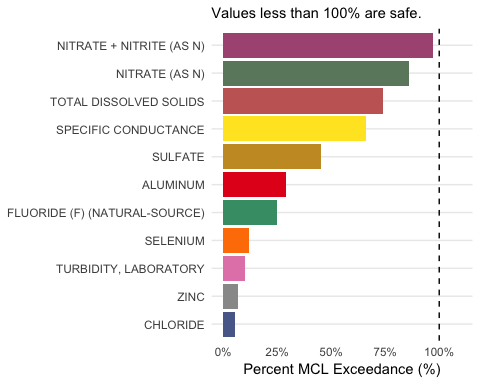 Values less than 100% are safe.
NITRATE + NITRITE (AS N)
NITRATE (AS N)
TOTAL DISSOLVED SOLIDS
SPECIFIC CONDUCTANCE
SULFATE
ALUMINUM
FLUORIDE (F) (NATURAL-SOURCE)
SELENIUM
TURBIDITY, LABORATORY
ZINC
CHLORIDE
0% 25% 50% 75% 100%
Percent MCL Exceedance (%)